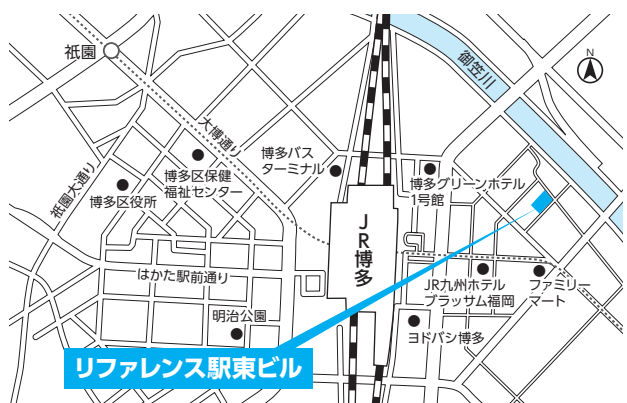 祇園
御笠川
N
大博通り
博多バス
ターミナル
博多区保健
福祉センター
博多グリーンホテル
1号館
祇園大通り
博多区役所
JR博多
はかた駅前通り
JR九州ホテル
ブラッサム福岡
ファミリー
マート
明治公園
ヨドバシ博多
リファレンス駅東ビル